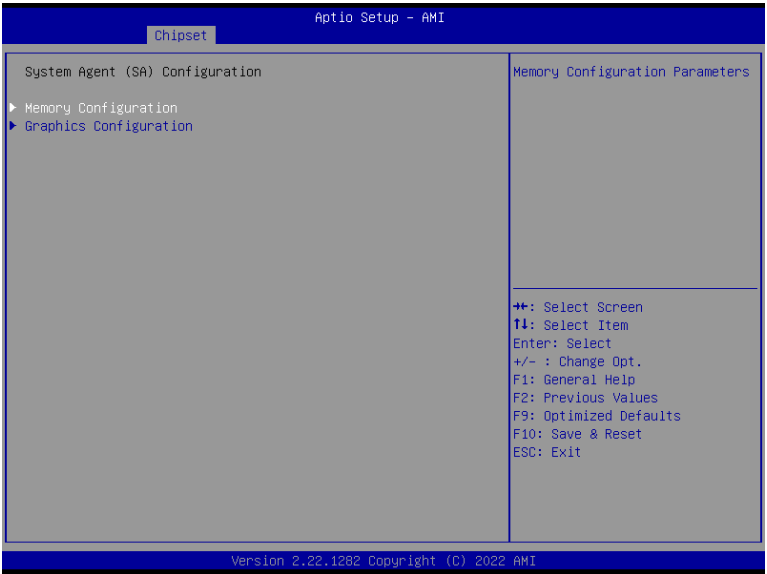 Aptio Setup – AMI
Chipset
System Agent (SA) Configuration
Memory Configuration
Graphics Configuration
Memory Configuration Parameters
→←: Select Screen
↑↓: Select Item
Enter: Select
+/- : Change Opt.
F1: General Help
F2: Previous Values
F9: Optimized Defaults
F10: Save & Reset
ESC: Exit
Version 2.22.1282 Copyright (C) 2022 AMI